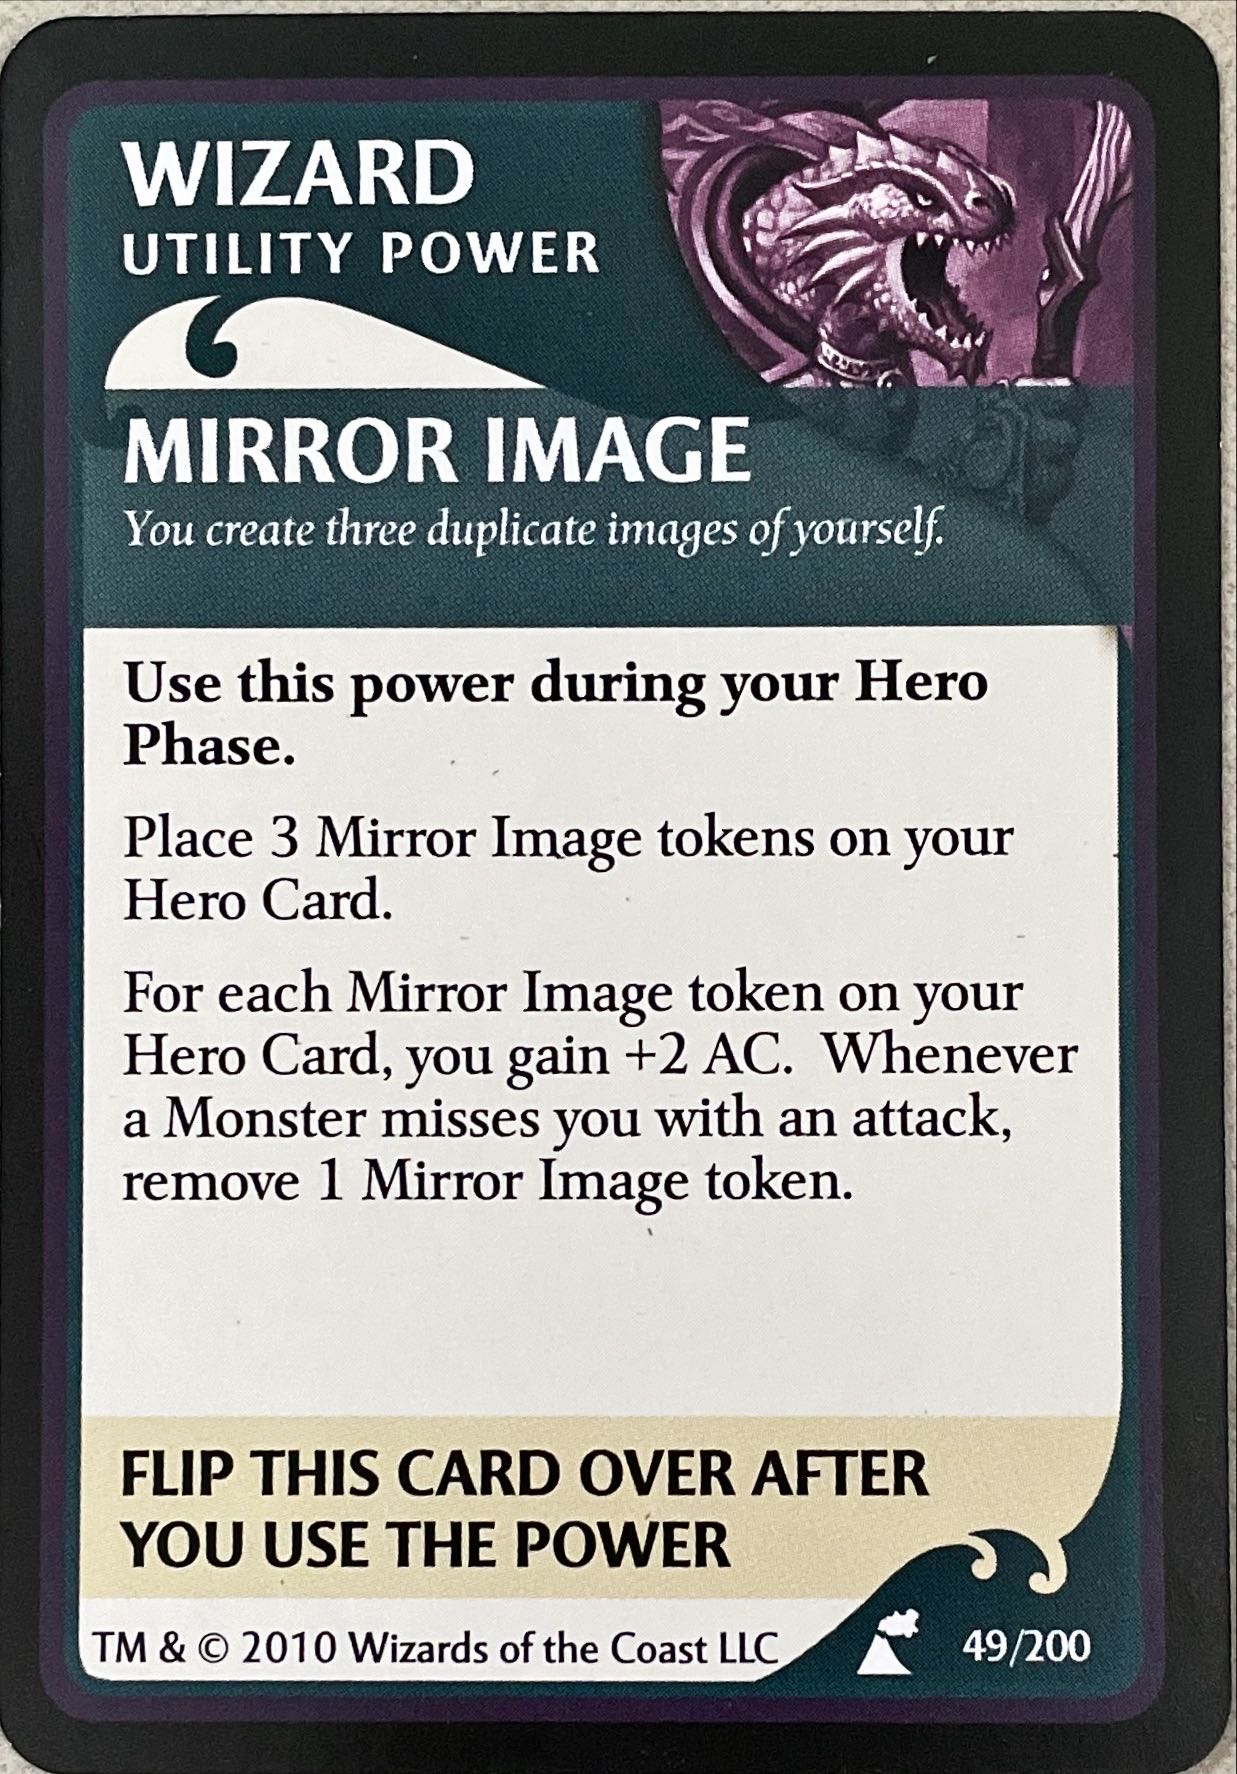 WIZARD
UTILITY POWER
MIRROR IMAGE
You create three duplicate images of yourself.
Use this power during your Hero
Phase.
Place 3 Mirror Image tokens on your
Hero Card.
For each Mirror Image token on your
Hero Card, you gain +2 AC. Whenever
a Monster misses you with an attack,
remove 1 Mirror Image token.
FLIP THIS CARD OVER AFTER
YOU USE THE POWER
TM & © 2010 Wizards of the Coast LLC
49/200